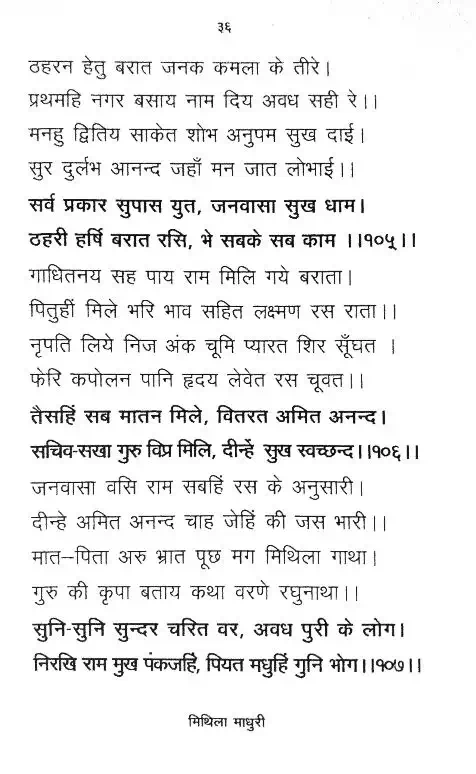 ३६
ठहरन हेतु बरात जनक कमला के तीरे।
प्रथमहि नगर बसाय नाम दिय अवध सही रे।।
मनहु द्वितिय साकेत शोभ अनुपम सुख दाई।
सुर दुर्लभ आनन्द जहाँ मन जात लोभाई।।
सर्व प्रकार सुपास युत, जनवासा सुख धाम।
ठहरी हर्षि बरात रसि, भे सबके सब काम ।।१०५।।
गाधितनय सह पाय राम मिलि गये बराता।
पितुहीं मिले भरि भाव सहित लक्ष्मण रस राता।।
नृपति लिये निज अंक चूमि प्यारत शिर सूँघत ।
फेरि कपोलन पानि हृदय लेवेत रस चूवत।।
तैसहिं सब मातन मिले, वितरत अमित अनन्द।
सचिव-सखा गुरु विप्र मिलि, दीन्हें सुख स्वच्छन्द।।१०६।।
जनवासा वसि राम सबहिं रस के अनुसारी।
दीन्हे अमित अनन्द चाह जेहिं की जस भारी।।
मात–पिता अरु भ्रात पूछ मग मिथिला गाथा।
गुरु की कृपा बताय कथा वरणे रघुनाथा।।
सुनि-सुनि सुन्दर चरित वर, अवध पुरी के लोग।
निरखि राम मुख पंकजहिं, पियत मधुहिं गुनि भोग।।१०७।।
मिथिला माधुरी